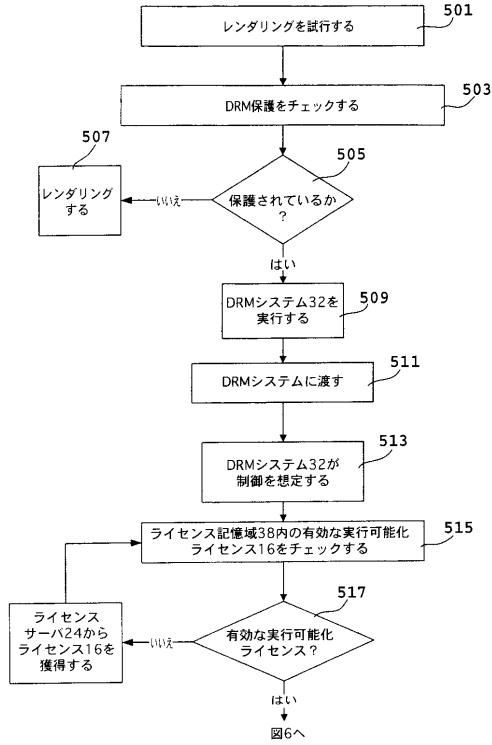 レンダリングを試行する
501
DRM保護をチェックする
503
507
レンダリング
する
いいえ
505
保護されているか
？
はい
DRMシステム32を
実行する
509
DRMシステムに渡す
511
DRMシステム32が
制御を想定する
513
ライセンス記憶域38内の有効な実行可能化
ライセンス16をチェックする
515
517
有効な実行可能化
ライセンス？
いいえ
ライセンス
サーバ24から
ライセンス16を
獲得する
はい
図6へ